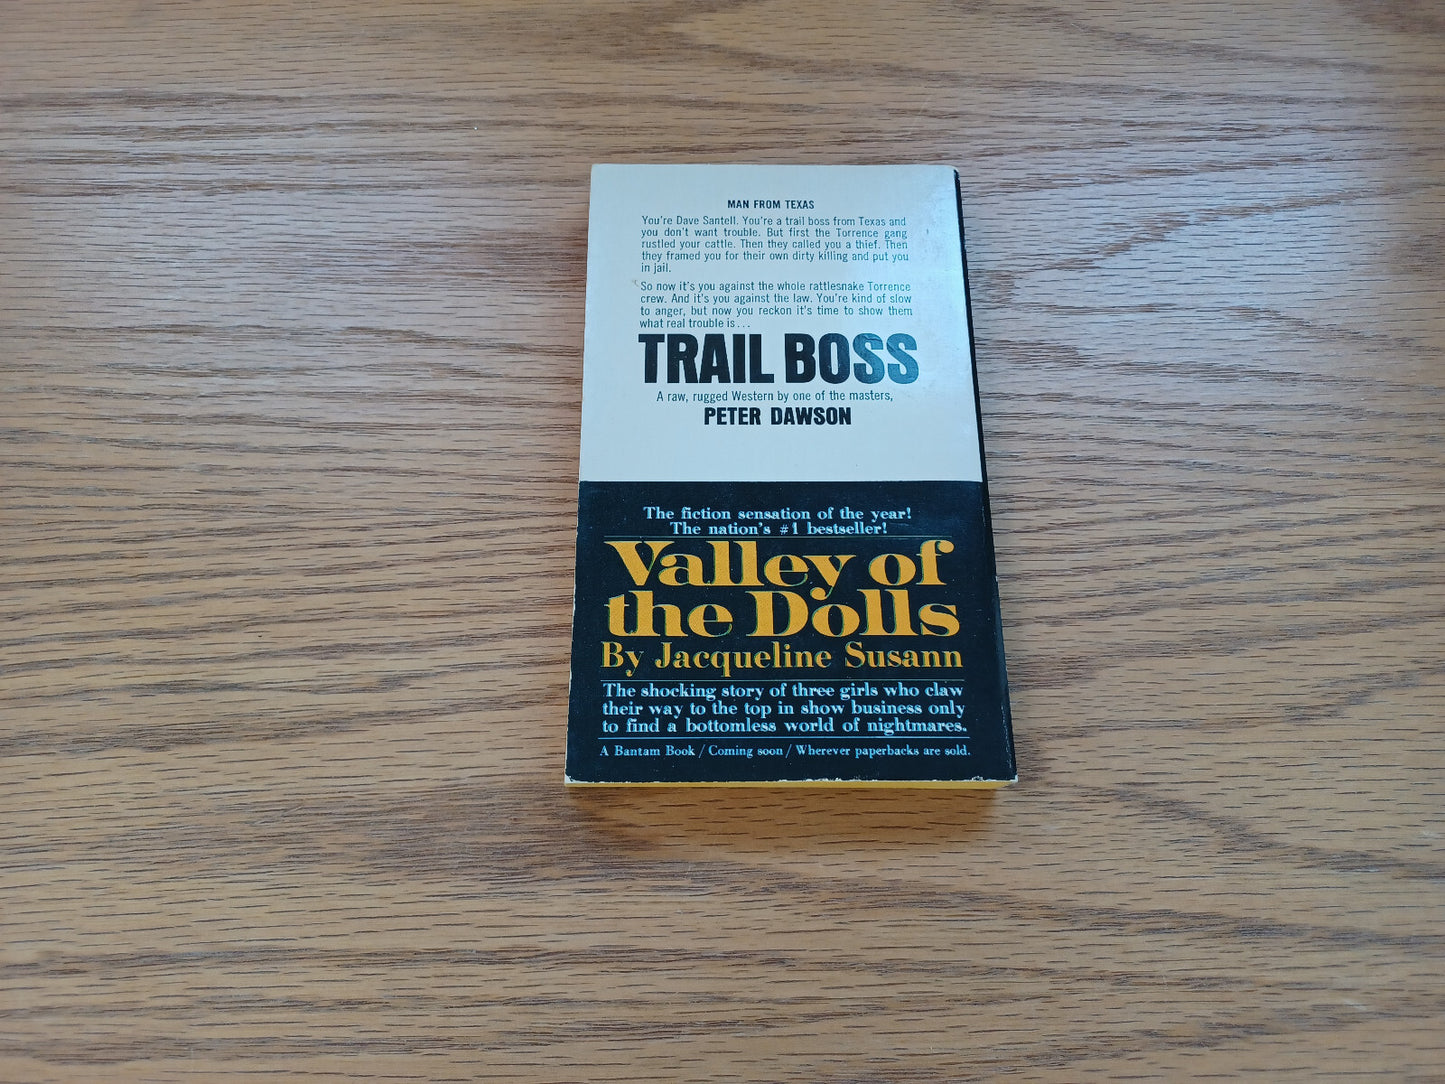 MAN FROM TEXAS
You're Dave Santell. You're a trail boss from Texas and
you don't want trouble. But first the Torrence gang
rustled your cattle. Then they called you a thief. Then
they framed you for their own dirty killing and put you
in jail.
So now it's you against the whole rattlesnake Torrence
crew. And it's you against the law. You're kind of slow
to anger, but now you reckon it's time to show them
what real trouble is...
TRAIL BOSS
A raw, rugged Western by one of the masters,
PETER DAWSON
The fiction sensation of the year!
The nation's #1 bestseller!
Valley of
the Dolls
By Jacqueline Susann
The shocking story of three girls who claw
their way to the top in show business only
to find a bottomless world of nightmares.
A Bantam Book / Coming soon / Wherever paperbacks are sold.